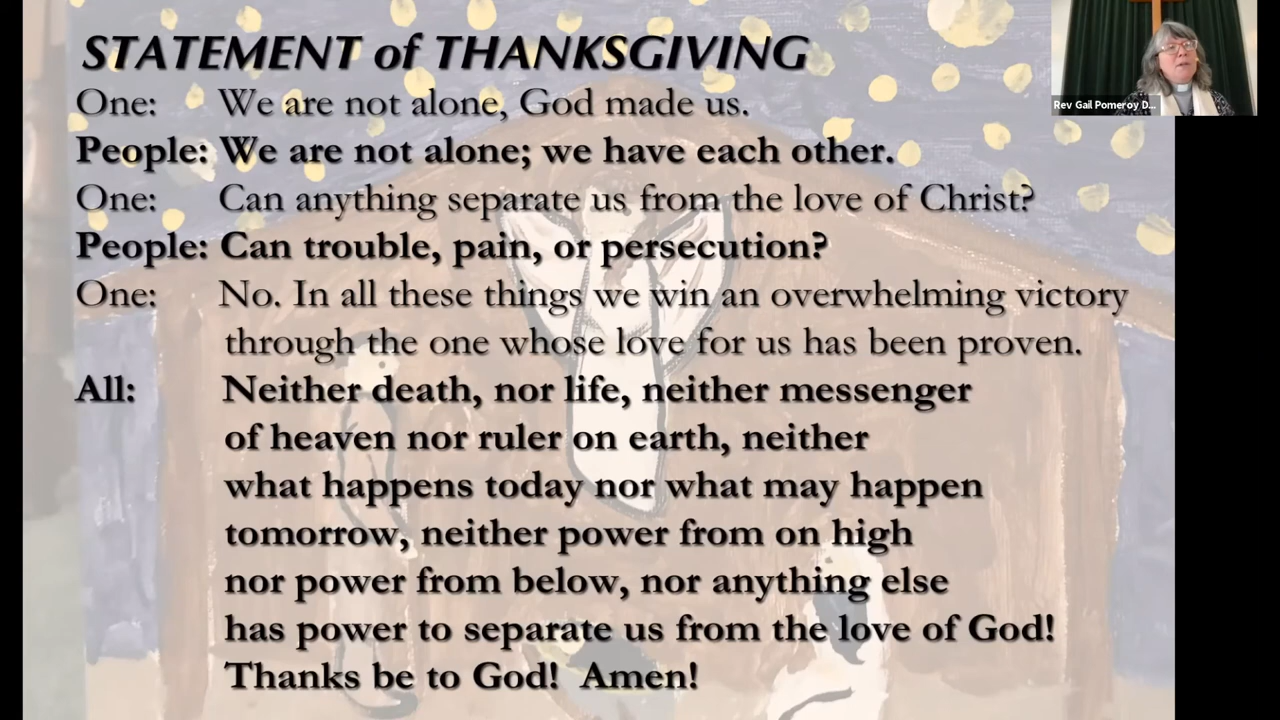 STATEMENT of THANKSGIVING
One: We are not alone, God made us.
People: We are not alone; we have each other.
One: Can anything separate us from the love of Christ?
People: Can trouble, pain, or persecution?
One: No. In all these things we win an overwhelming victory
through the one whose love for us has been proven.
All: Neither death, nor life, neither messenger
of heaven nor ruler on earth, neither
what happens today nor what may happen
tomorrow, neither power from on high
nor power from below, nor anything else
has power to separate us from the love of God!
Thanks be to God! Amen!
Rev Gail Pomeroy D...